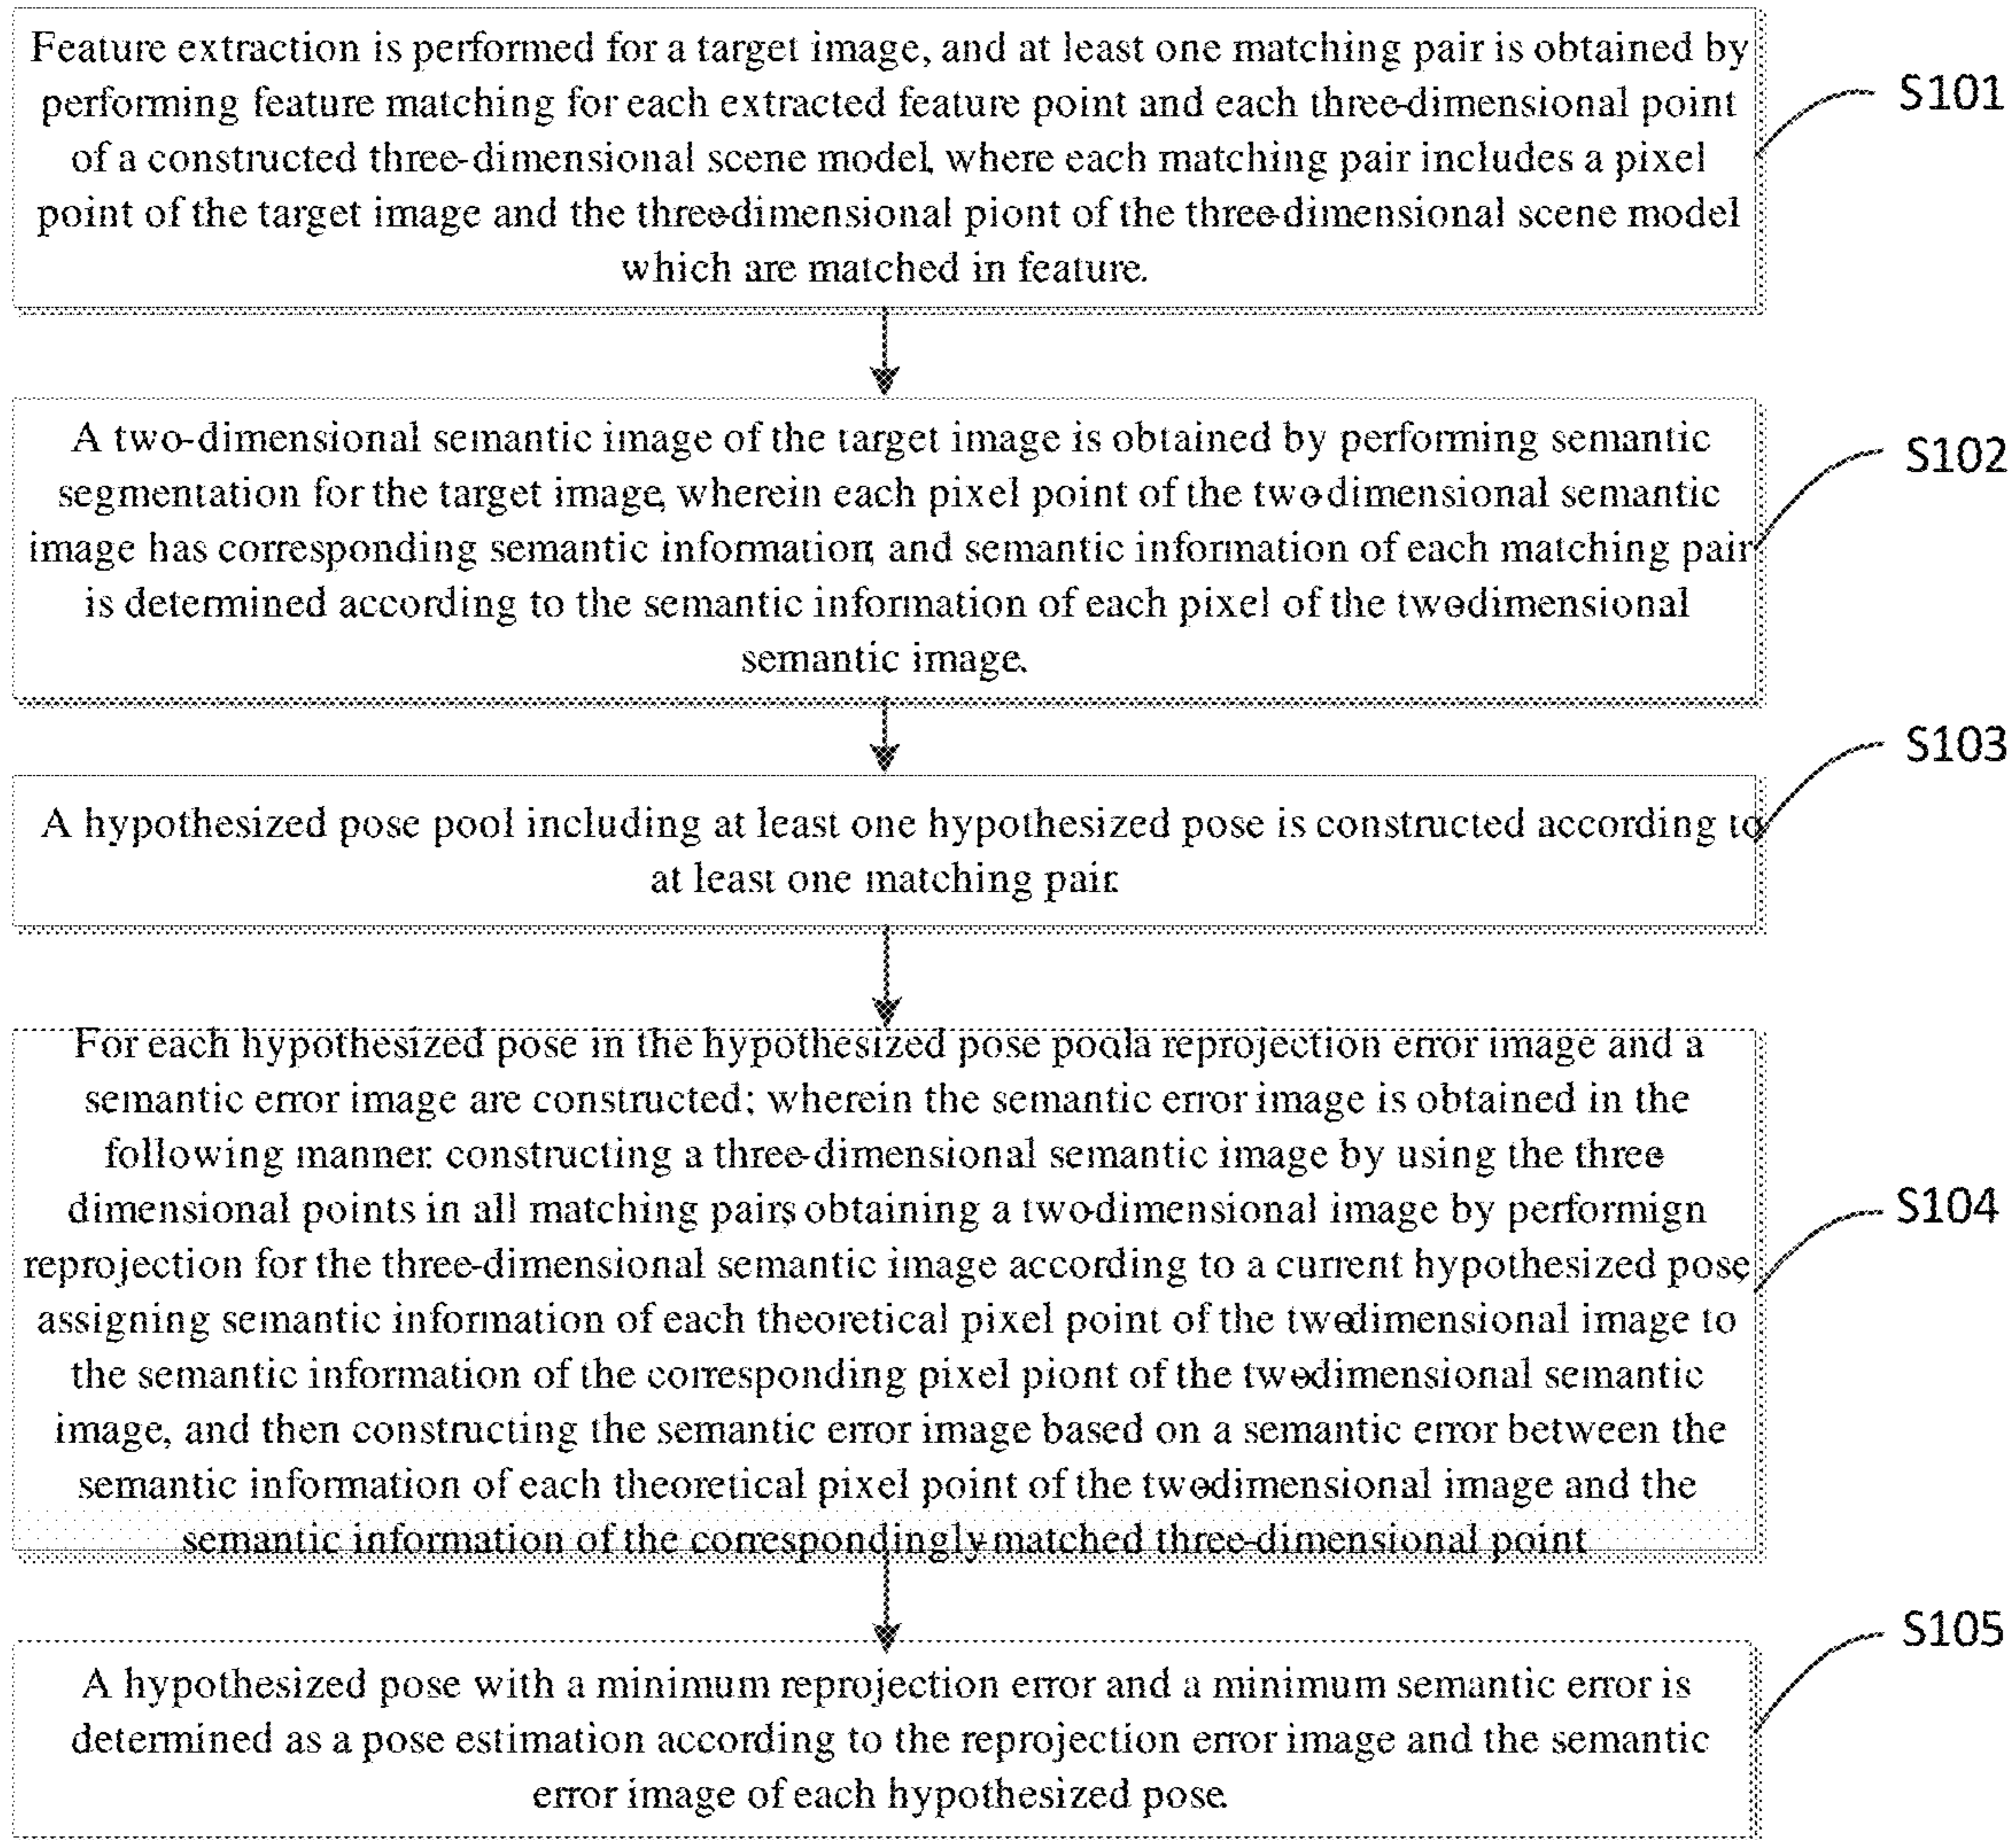 Feature extraction is performed for a target image, and at least one matching pair is obtained by
performing feature matching for each extracted feature point and each three-dimensional point
of a constructed three-dimensional scene model, where each matching pair includes a pixel
point of the target image and the three-dimensional piont of the three-dimensional scene model
which are matched in feature.
S101
A two-dimensional semantic image of the target image is obtained by performing semantic
segmentation for the target image, wherein each pixel point of the two-dimensional semantic
image has corresponding semantic information, and semantic information of each matching pair
is determined according to the semantic information of each pixel of the two-dimensional
semantic image.
S102
A hypothesized pose pool including at least one hypothesized pose is constructed according to
at least one matching pair.
S103
For each hypothesized pose in the hypothesized pose pool, a reprojection error image and a
semantic error image are constructed; wherein the semantic error image is obtained in the
following manner: constructing a three-dimensional semantic image by using the three-
dimensional points in all matching pairs, obtaining a two-dimensional image by performign
reprojection for the three-dimensional semantic image according to a current hypothesized pose,
assigning semantic information of each theoretical pixel point of the two-dimensional image to
the semantic information of the corresponding pixel piont of the two-dimensional semantic
image, and then constructing the semantic error image based on a semantic error between the
semantic information of each theoretical pixel point of the two-dimensional image and the
semantic information of the correspondingly-matched three-dimensional point
S104
A hypothesized pose with a minimum reprojection error and a minimum semantic error is
determined as a pose estimation according to the reprojection error image and the semantic
error image of each hypothesized pose.
S105